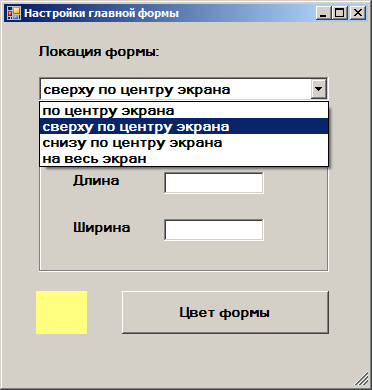 Настройки главной формы
Локация формы:
сверху по центру экрана
по центру экрана
сверху по центру экрана
снизу по центру экрана
на весь экран
Длина
Ширина
Цвет формы